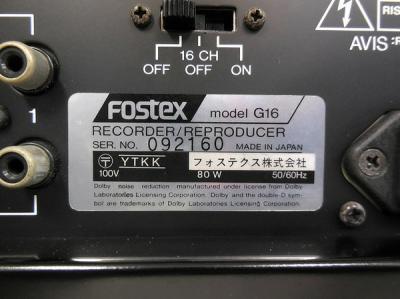 RIS
AVIS:R
16 CH
OFF OFF ON
1
FOSTEX model G16
RECORDER/REPRODUCER
SER. NO. 092160 MADE IN JAPAN
〒 YTKK フォステクス株式会社
100V 80W 50/60Hz
Dolby noise reduction manufactured under license from Dolby
Laboratories Licensing Corporation. Dolby and the double-D sym-
bol are trademarks of Dolby Laboratories Licensing Corporation.